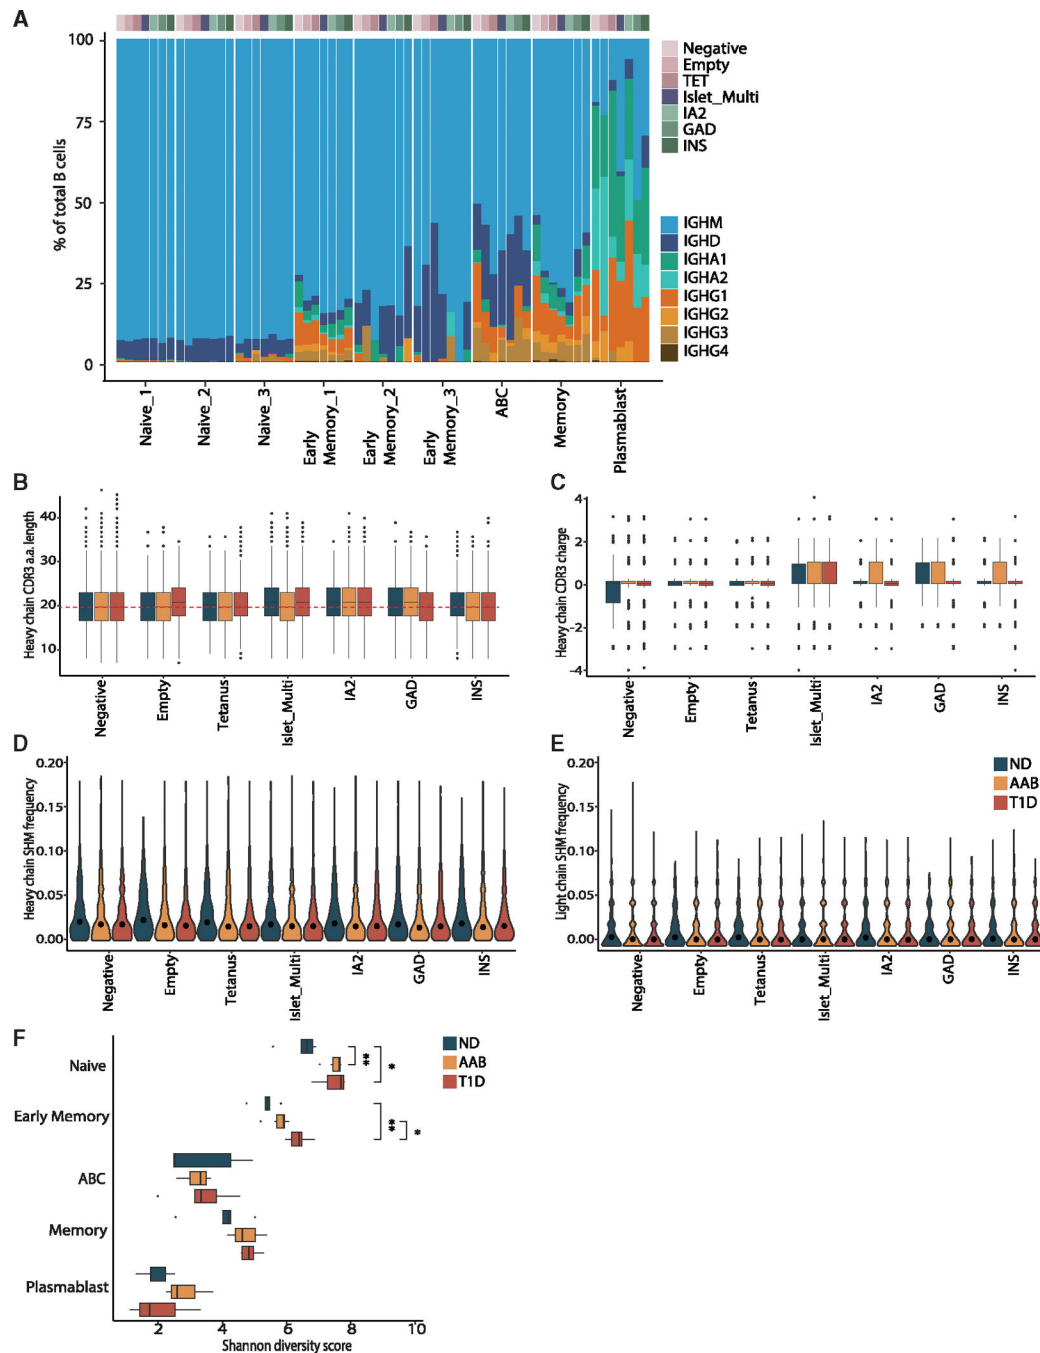 A
100
75
50
25
0
% of total B cells
Naive_1
Naive_2
Naive_3
Early
Memory_1
Early
Memory_2
Early
Memory_3
ABC
Memory
Plasmablast
Negative
Empty
TET
Islet_Multi
IA2
GAD
INS
IGHM
IGHD
IGHA1
IGHA2
IGHG1
IGHG2
IGHG3
IGHG4
B
40
30
20
10
Heavy chain CDR3 a.a. length
Negative
Empty
Tetanus
Islet_Multi
IA2
GAD
INS
C
4
2
0
-2
-4
Heavy chain CDR3 charge
Negative
Empty
Tetanus
Islet_Multi
IA2
GAD
INS
D
0.20
0.15
0.10
0.05
0.00
Heavy chain SHM frequency
Negative
Empty
Tetanus
Islet_Multi
IA2
GAD
INS
E
0.20
0.15
0.10
0.05
0.00
Light chain SHM frequency
Negative
Empty
Tetanus
Islet_Multi
IA2
GAD
INS
ND
AAB
T1D
F
Naive
Early Memory
ABC
Memory
Plasmablast
**
*
**
*
ND
AAB
T1D
2
4
6
8
10
Shannon diversity score